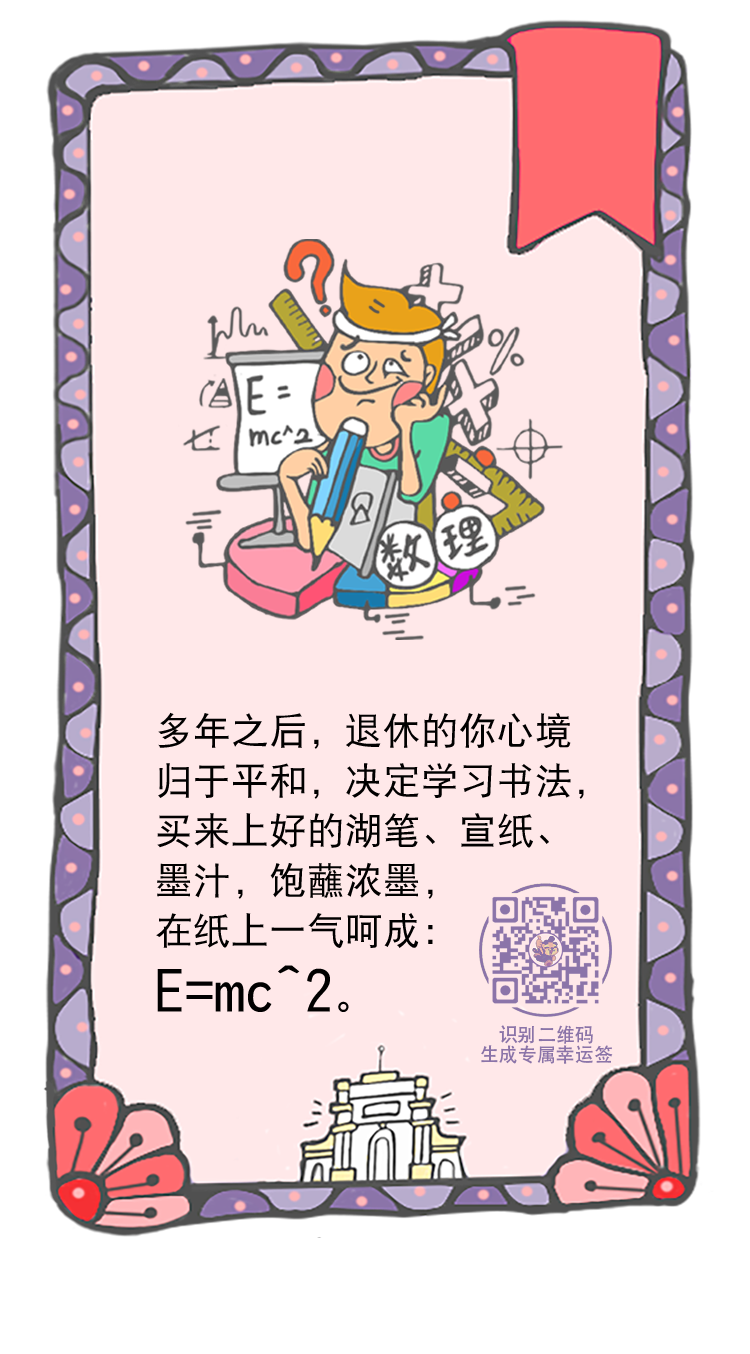 E=
mc^2
数理
多年之后，退休的你心境
归于平和，决定学习书法，
买来上好的湖笔、宣纸、
墨汁，饱蘸浓墨，
在纸上一气呵成：
E=mc^2。
识别二维码
生成专属幸运签